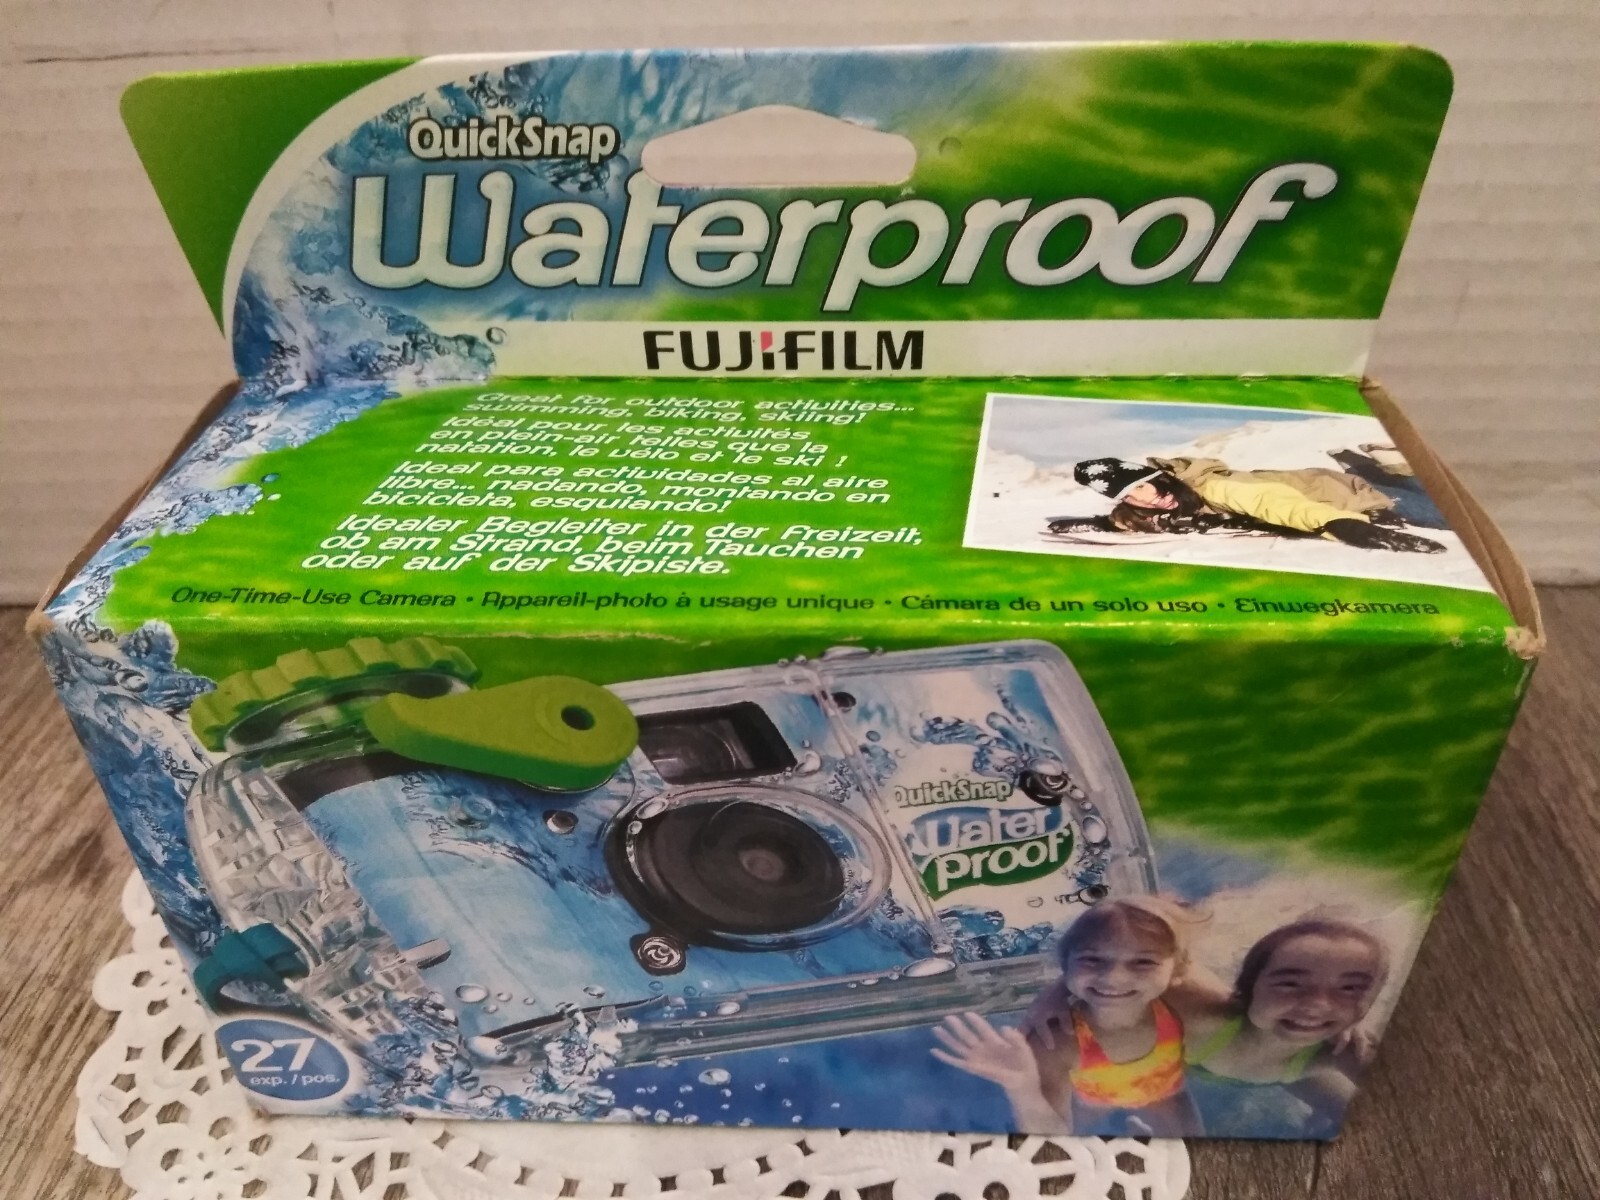 QuickSnap
Waterproof
FUJIFILM
Great for outdoor activities...
swimming, biking, skiing!
Idéal pour les activités
en plein-air telles que la
natation, le vélo et le ski !
Ideal para actividades al aire
libre... nadando, montando en
bicicleta, esquiando!
Idealer Begleiter in der Freizeit,
ob am Strand, beim Tauchen
oder auf der Skipiste.
One-Time-Use Camera • Appareil-photo à usage unique • Cámara de un solo uso • Einwegkamera
QuickSnap
Water
proof
27
exp. / pos.